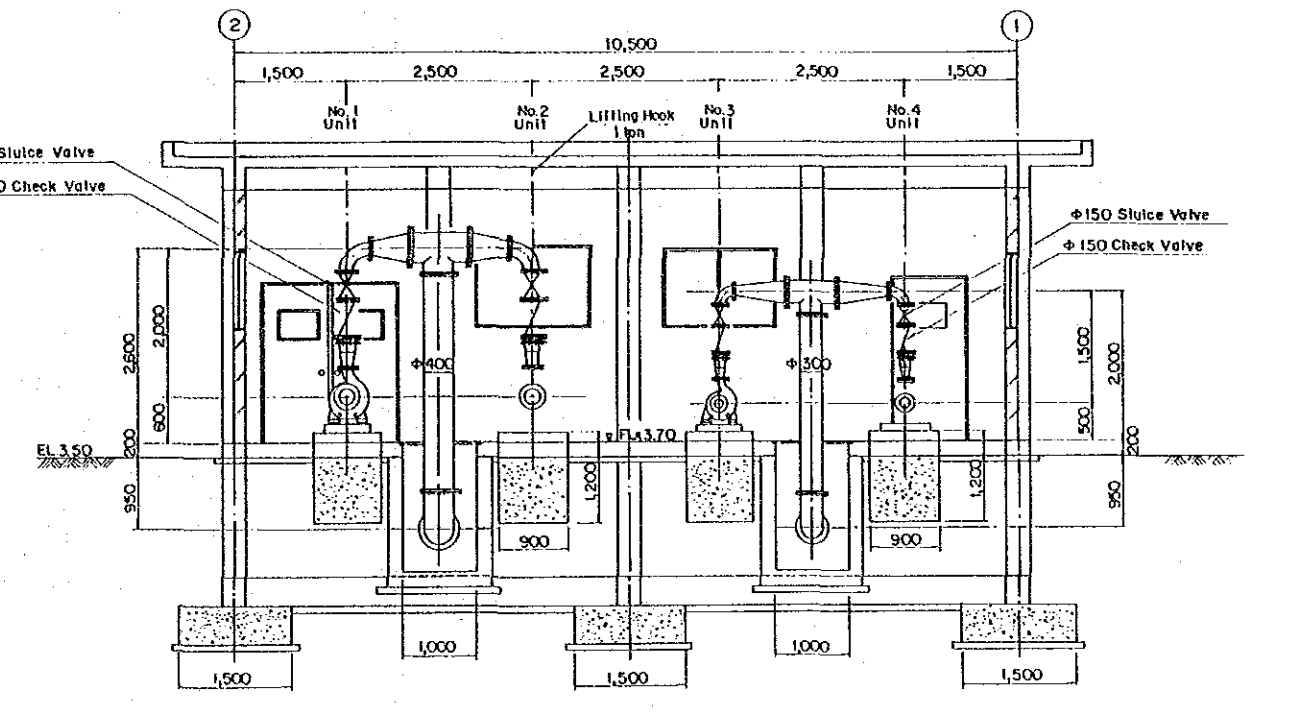 2
1
10,500
1,500
2,500
2,500
2,500
1,500
No.1
Unit
No.2
Unit
Lifting Hook
1 ton
No.3
Unit
No.4
Unit
Sluice Valve
Check Valve
Φ150 Sluice Valve
Φ150 Check Valve
2,600
2,000
600
200
950
Φ400
Φ300
1,500
2,000
500
200
950
EL 3.50
3.70
1,200
1,200
900
900
1,000
1,000
1,500
1,500
1,500